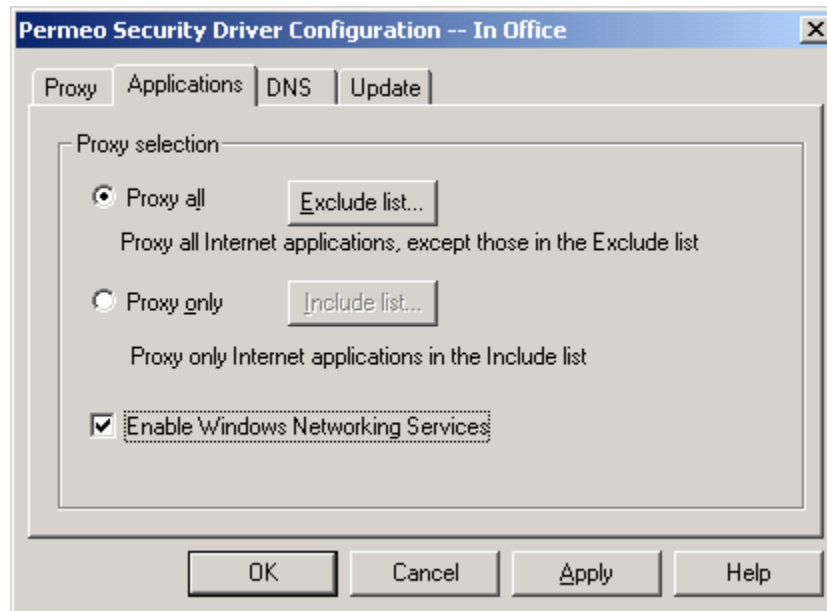 Permeo Security Driver Configuration -- In Office
Proxy Applications DNS Update
Proxy selection
Proxy all Exclude list...
Proxy all Internet applications, except those in the Exclude list
Proxy only Include list...
Proxy only Internet applications in the Include list
Enable Windows Networking Services
OK Cancel Apply Help